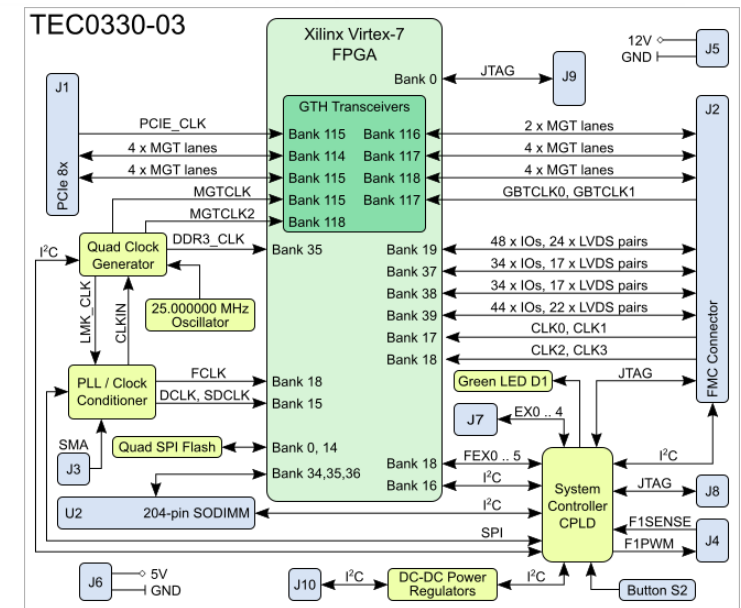 TEC0330-03
Xilinx Virtex-7
FPGA
12V
GND
J5
Bank 0
JTAG
J9
J1
PCIe 8x
J2
FMC Connector
GTH Transceivers
PCIE_CLK
Bank 115
Bank 116
2 x MGT lanes
4 x MGT lanes
Bank 114
Bank 117
4 x MGT lanes
4 x MGT lanes
Bank 115
Bank 118
4 x MGT lanes
MGTCLK
Bank 115
Bank 117
GBTCLK0, GBTCLK1
MGTCLK2
Bank 118
I²C
Quad Clock
Generator
DDR3_CLK
Bank 35
Bank 19
48 x IOs, 24 x LVDS pairs
Bank 37
34 x IOs, 17 x LVDS pairs
Bank 38
34 x IOs, 17 x LVDS pairs
Bank 39
44 x IOs, 22 x LVDS pairs
Bank 17
CLK0, CLK1
Bank 18
CLK2, CLK3
LMK_CLK
CLKIN
25.000000 MHz
Oscillator
PLL / Clock
Conditioner
FCLK
Bank 18
DCLK, SDCLK
Bank 15
Green LED D1
JTAG
J7
EX0 .. 4
SMA
J3
Quad SPI Flash
Bank 0, 14
Bank 34,35,36
Bank 18
FEX0 .. 5
Bank 16
I²C
I²C
System
Controller
CPLD
JTAG
J8
U2
204-pin SODIMM
I²C
SPI
F1SENSE
F1PWM
J4
J6
5V
GND
J10
I²C
DC-DC Power
Regulators
I²C
Button S2